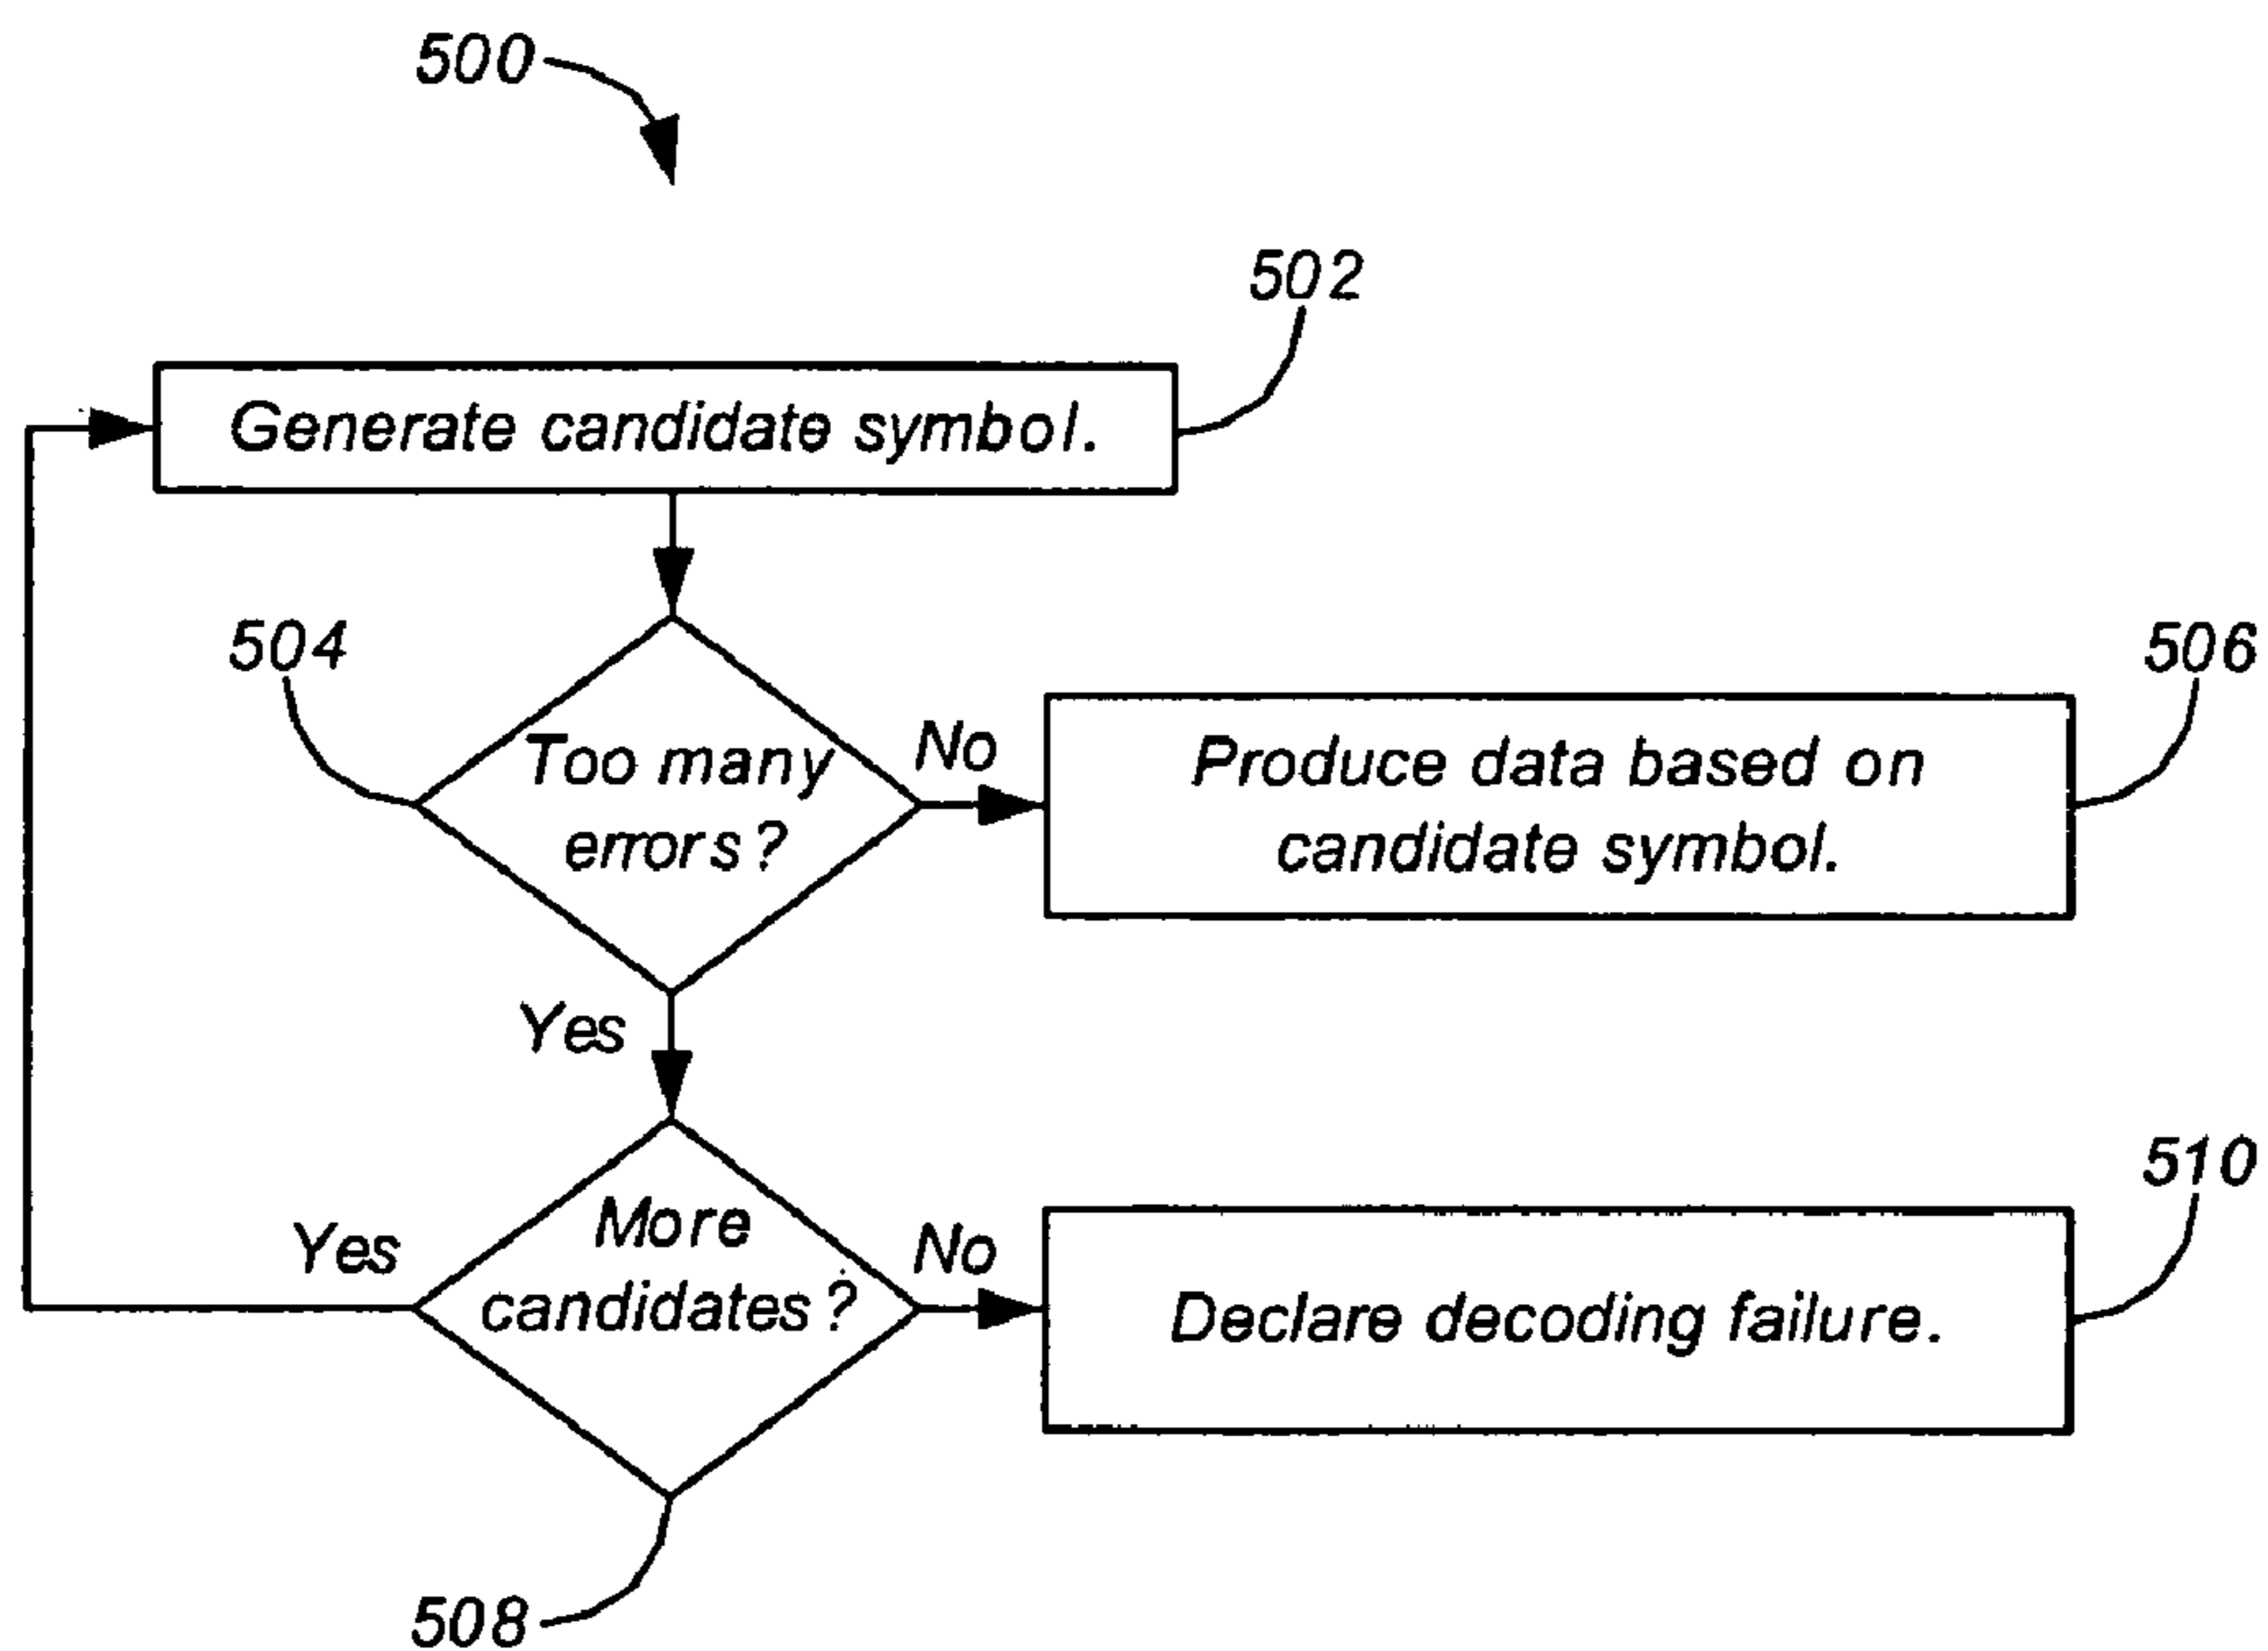 500
502
Generate candidate symbol.
504
506
Too many
errors?
No
Produce data based on
candidate symbol.
Yes
510
More
candidates?
Yes
No
Declare decoding failure.
508